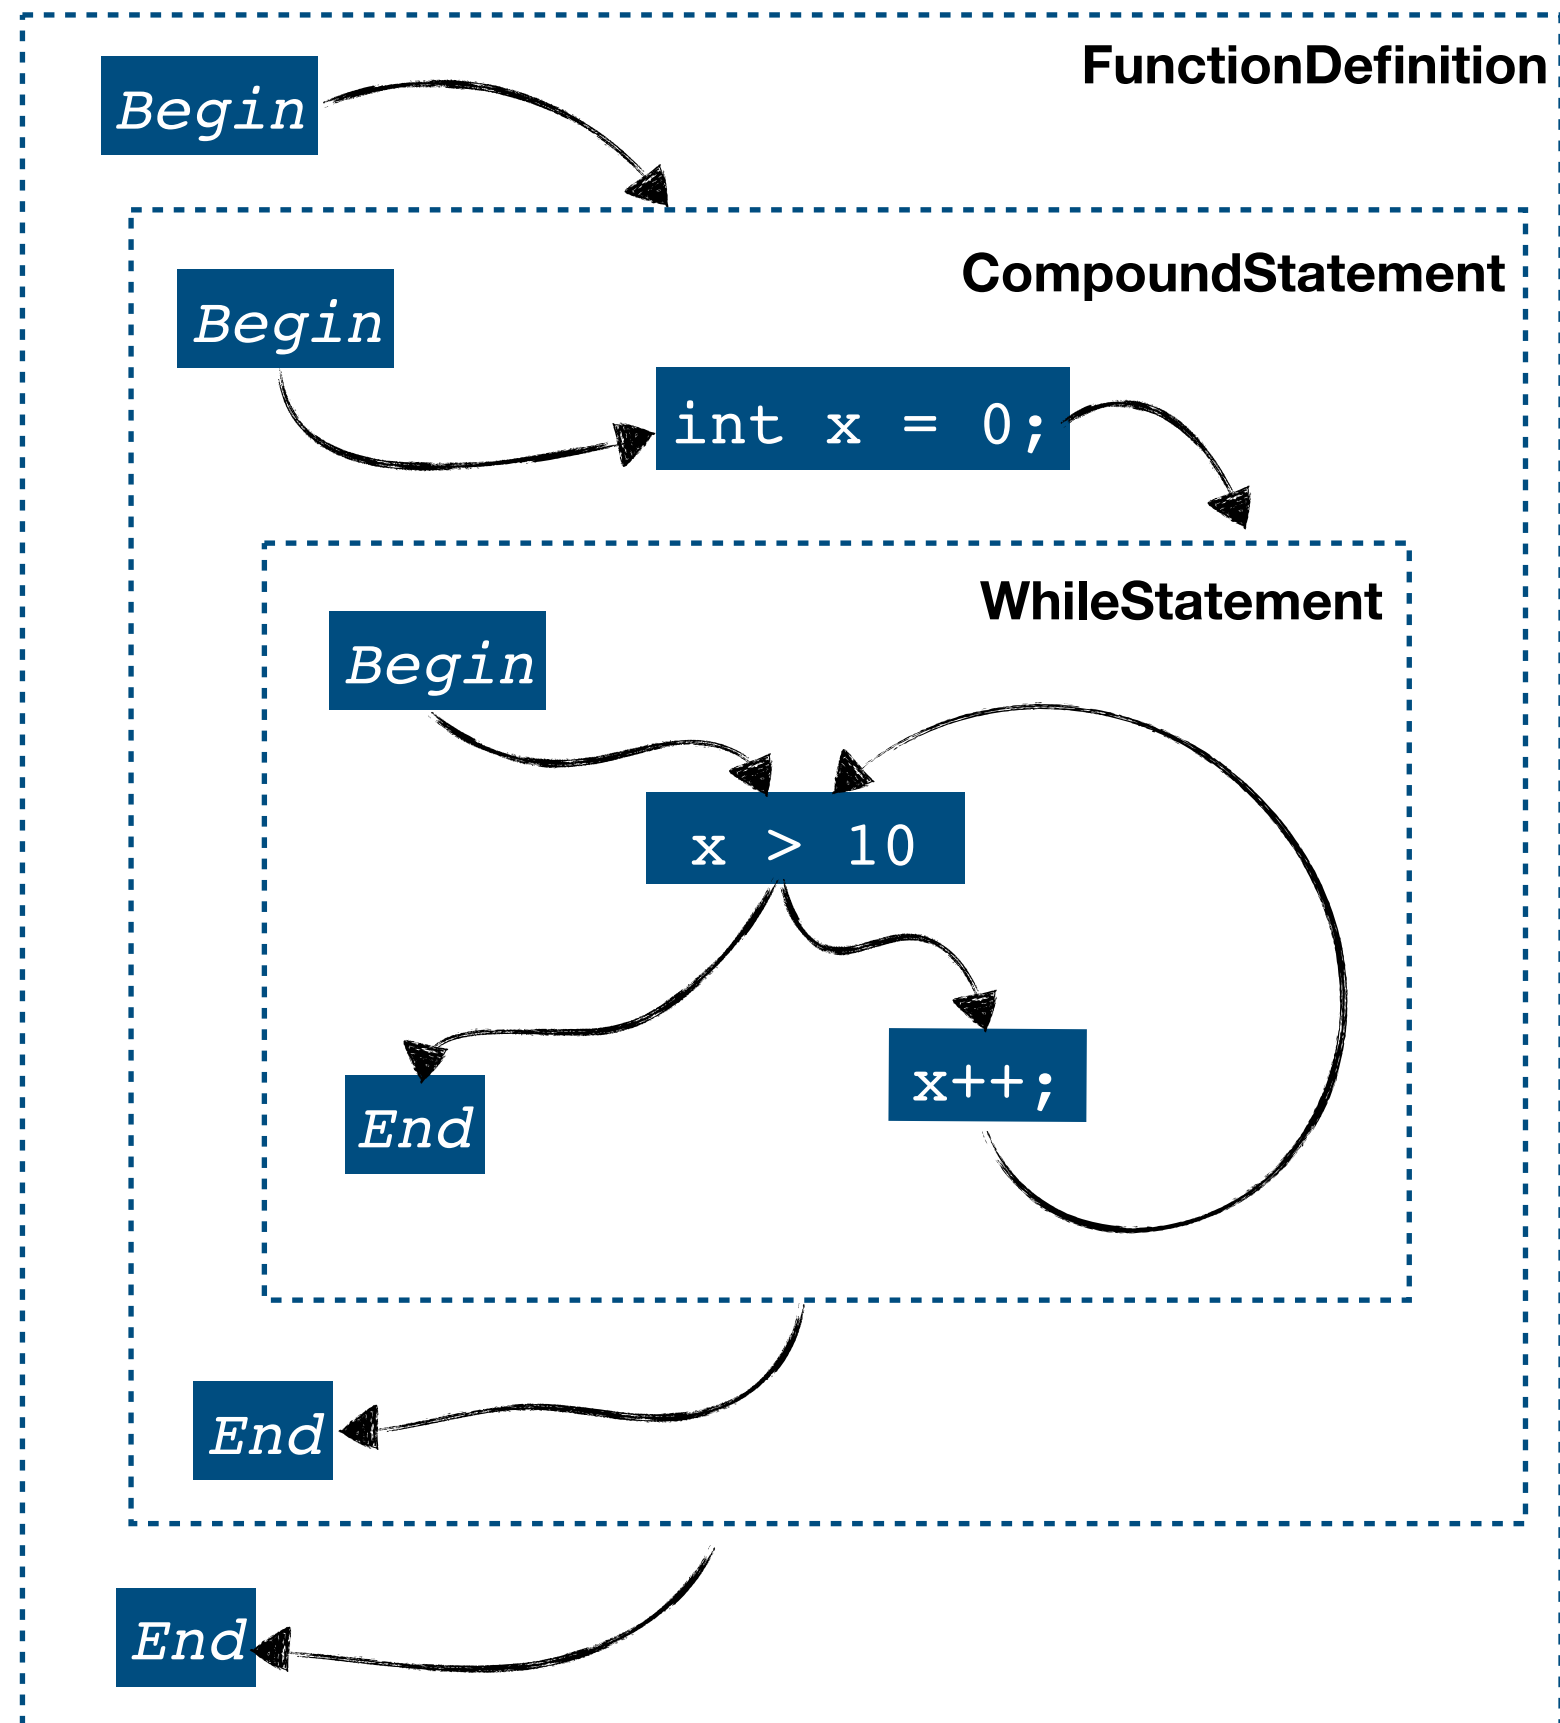 FunctionDefinition
Begin
CompoundStatement
Begin
int x = 0;
WhileStatement
Begin
x > 10
x++;
End
End
End